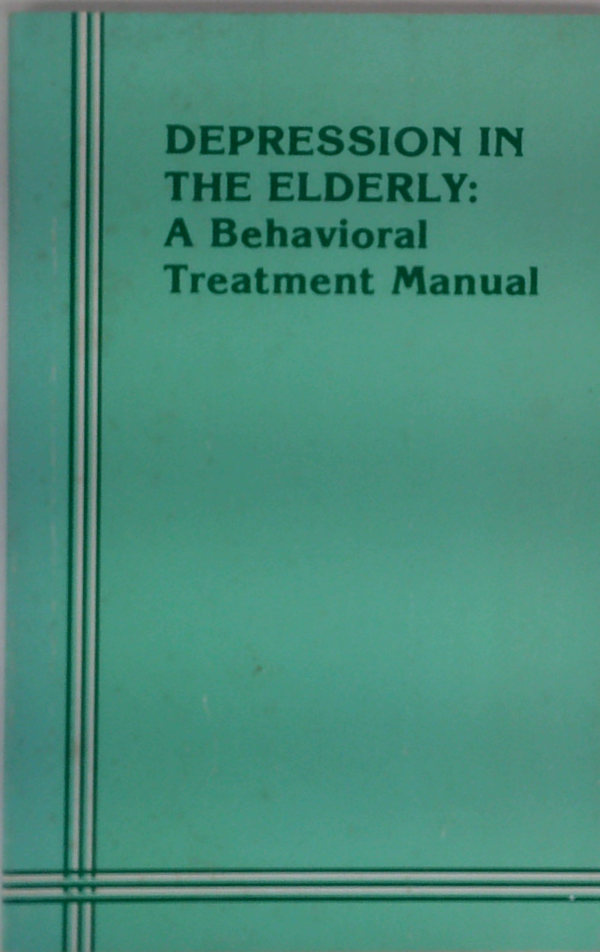 DEPRESSION IN
THE ELDERLY:
A Behavioral
Treatment Manual